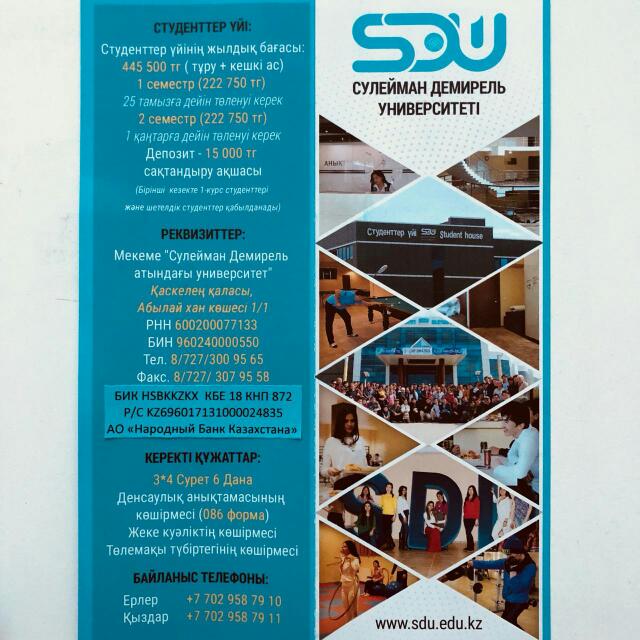 СТУДЕНТТЕР ҮЙІ:
Студенттер үйінің жылдық бағасы:
445 500 тг ( тұру + кешкі ас)
1 семестр (222 750 тг)
25 тамызға дейін төленуі керек
2 семестр (222 750 тг)
1 қаңтарға дейін төленуі керек
Депозит - 15 000 тг
сақтандыру ақшасы
(Бірінші кезекте 1-курс студенттері
және шетелдік студенттер қабылданады)
РЕКВИЗИТТЕР:
Мекеме "Сулейман Демирель
атындағы университет"
Қаскелең қаласы,
Абылай хан көшесі 1/1
РНН 600200077133
БИН 960240000550
Тел. 8/727/300 95 65
Факс. 8/727/ 307 95 58
БИК HSBKKZKX КБЕ 18 КНП 872
Р/С KZ696017131000024835
АО «Народный Банк Казахстана»
КЕРЕКТІ ҚҰЖАТТАР:
3*4 Сурет 6 Дана
Денсаулық анықтамасының
көшірмесі (086 форма)
Жеке куәліктің көшірмесі
Төлемақы түбіртегінің көшірмесі
БАЙЛАНЫС ТЕЛЕФОНЫ:
Ерлер +7 702 958 79 10
Қыздар +7 702 958 79 11
SDU
СУЛЕЙМАН ДЕМИРЕЛЬ
УНИВЕРСИТЕТІ
Студенттер үйі SDU Student house
SDU
www.sdu.edu.kz